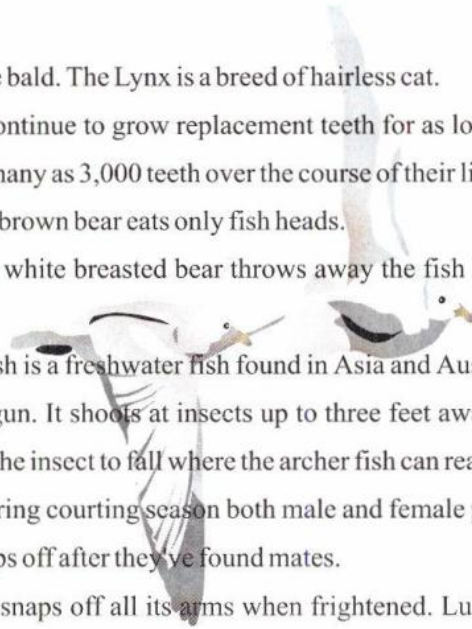 bald. The Lynx is a breed of hairless cat.
ontinue to grow replacement teeth for as lo
nany as 3,000 teeth over the course of their li
brown bear eats only fish heads.
white breasted bear throws away the fish
sh is a freshwater fish found in Asia and Aus
gun. It shoots at insects up to three feet aw
he insect to fall where the archer fish can rea
ring courting season both male and female
ps off after they've found mates.
snaps off all its arms when frightened. Lu